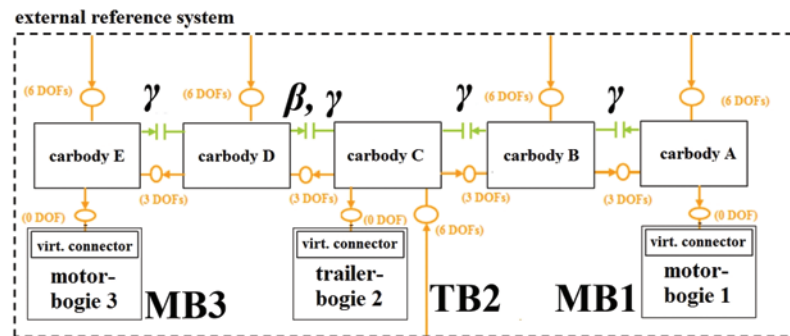 external reference system
(6 DOFs) (6 DOFs) (6 DOFs) (6 DOFs)
γ β, γ γ γ
carbody E carbody D carbody C carbody B carbody A
(3 DOFs) (3 DOFs) (3 DOFs) (3 DOFs)
(0 DOF) (0 DOF) (6 DOFs) (0 DOF)
virt. connector virt. connector virt. connector
motor- trailer- motor-
bogie 3 MB3 bogie 2 TB2 MB1 bogie 1